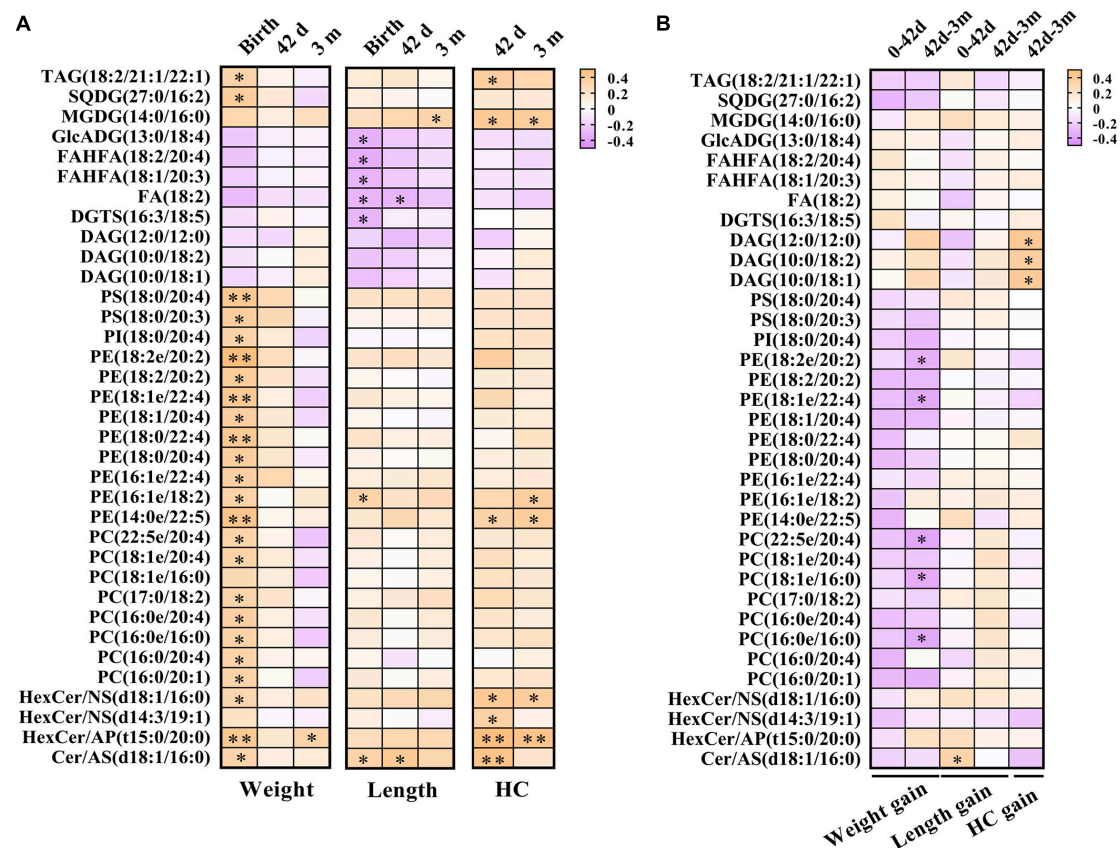 A
Birth 42 d 3 m Birth 42 d 3 m 42 d 3 m
TAG(18:2/21:1/22:1) * *
SQDG(27:0/16:2) *
MGDG(14:0/16:0) * * *
GlcADG(13:0/18:4) *
FAHFA(18:2/20:4) *
FAHFA(18:1/20:3) *
FA(18:2) * *
DGTS(16:3/18:5) *
DAG(12:0/12:0)
DAG(10:0/18:2)
DAG(10:0/18:1)
PS(18:0/20:4) **
PS(18:0/20:3) *
PI(18:0/20:4) *
PE(18:2e/20:2) **
PE(18:2/20:2) *
PE(18:1e/22:4) **
PE(18:1/20:4) *
PE(18:0/22:4) **
PE(18:0/20:4) *
PE(16:1e/22:4) *
PE(16:1e/18:2) * * *
PE(14:0e/22:5) ** * *
PC(22:5e/20:4) *
PC(18:1e/20:4) *
PC(18:1e/16:0)
PC(17:0/18:2) *
PC(16:0e/20:4) *
PC(16:0e/16:0) *
PC(16:0/20:4) *
PC(16:0/20:1) *
HexCer/NS(d18:1/16:0) * * *
HexCer/NS(d14:3/19:1) *
HexCer/AP(t15:0/20:0) ** * ** **
Cer/AS(d18:1/16:0) * * * **
Weight Length HC
0.4
0.2
0
-0.2
-0.4
B
0-42d 42d-3m 0-42d 42d-3m 42d-3m
TAG(18:2/21:1/22:1)
SQDG(27:0/16:2)
MGDG(14:0/16:0)
GlcADG(13:0/18:4)
FAHFA(18:2/20:4)
FAHFA(18:1/20:3)
FA(18:2)
DGTS(16:3/18:5)
DAG(12:0/12:0) *
DAG(10:0/18:2) *
DAG(10:0/18:1) *
PS(18:0/20:4)
PS(18:0/20:3)
PI(18:0/20:4)
PE(18:2e/20:2) *
PE(18:2/20:2)
PE(18:1e/22:4) *
PE(18:1/20:4)
PE(18:0/22:4)
PE(18:0/20:4)
PE(16:1e/22:4)
PE(16:1e/18:2)
PE(14:0e/22:5)
PC(22:5e/20:4) *
PC(18:1e/20:4)
PC(18:1e/16:0) *
PC(17:0/18:2)
PC(16:0e/20:4)
PC(16:0e/16:0) *
PC(16:0/20:4)
PC(16:0/20:1)
HexCer/NS(d18:1/16:0)
HexCer/NS(d14:3/19:1)
HexCer/AP(t15:0/20:0)
Cer/AS(d18:1/16:0) *
Weight gain Length gain HC gain
0.4
0.2
0
-0.2
-0.4